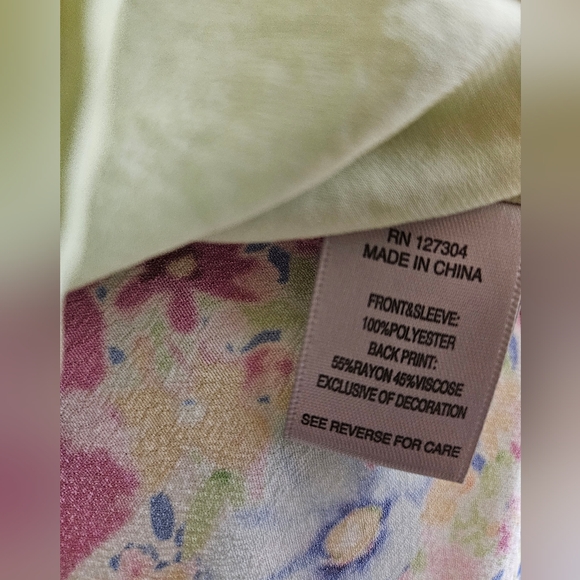 RN 127304
MADE IN CHINA
FRONT&SLEEVE:
100%POLYESTER
BACK PRINT:
55%RAYON 45%VISCOSE
EXCLUSIVE OF DECORATION
SEE REVERSE FOR CARE